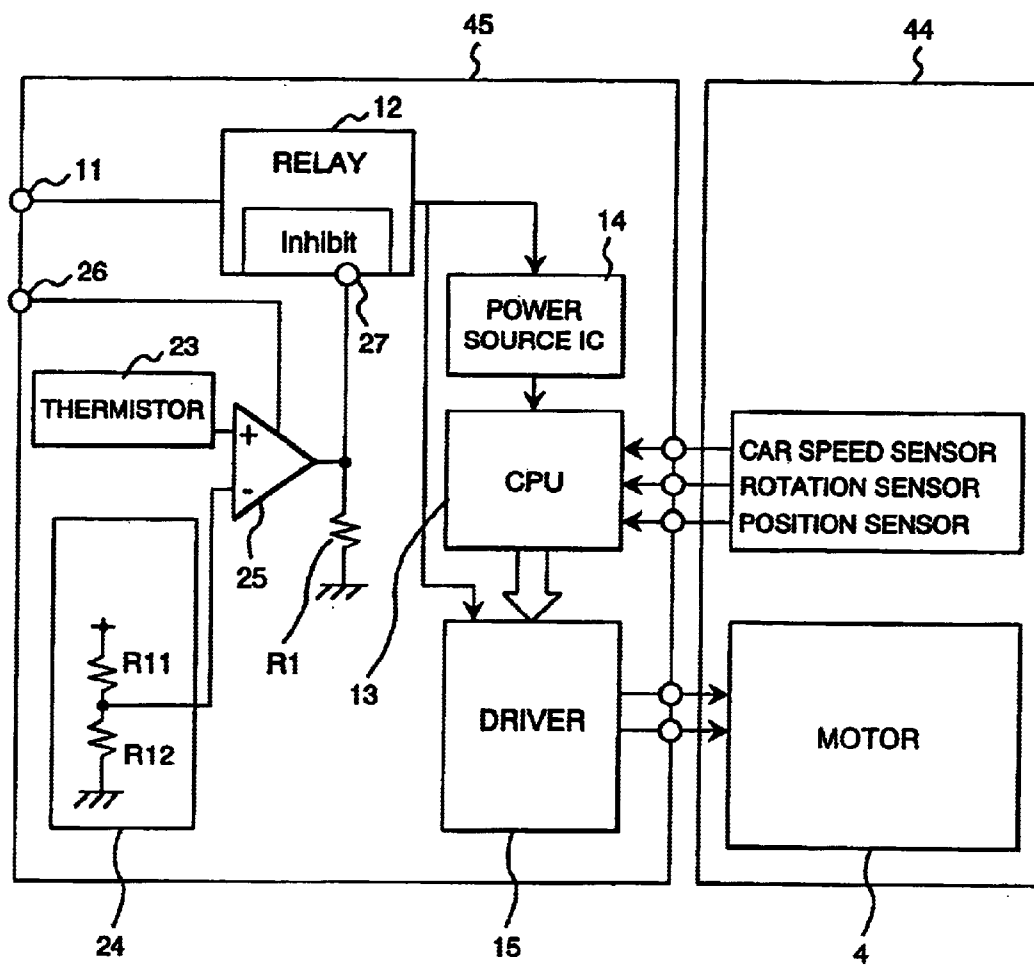 45
44
12
RELAY
11
Inhibit
14
26
27
POWER
SOURCE IC
23
THERMISTOR
+
-
25
CPU
CAR SPEED SENSOR
ROTATION SENSOR
POSITION SENSOR
+
R11
R12
R1
13
DRIVER
MOTOR
24
15
4